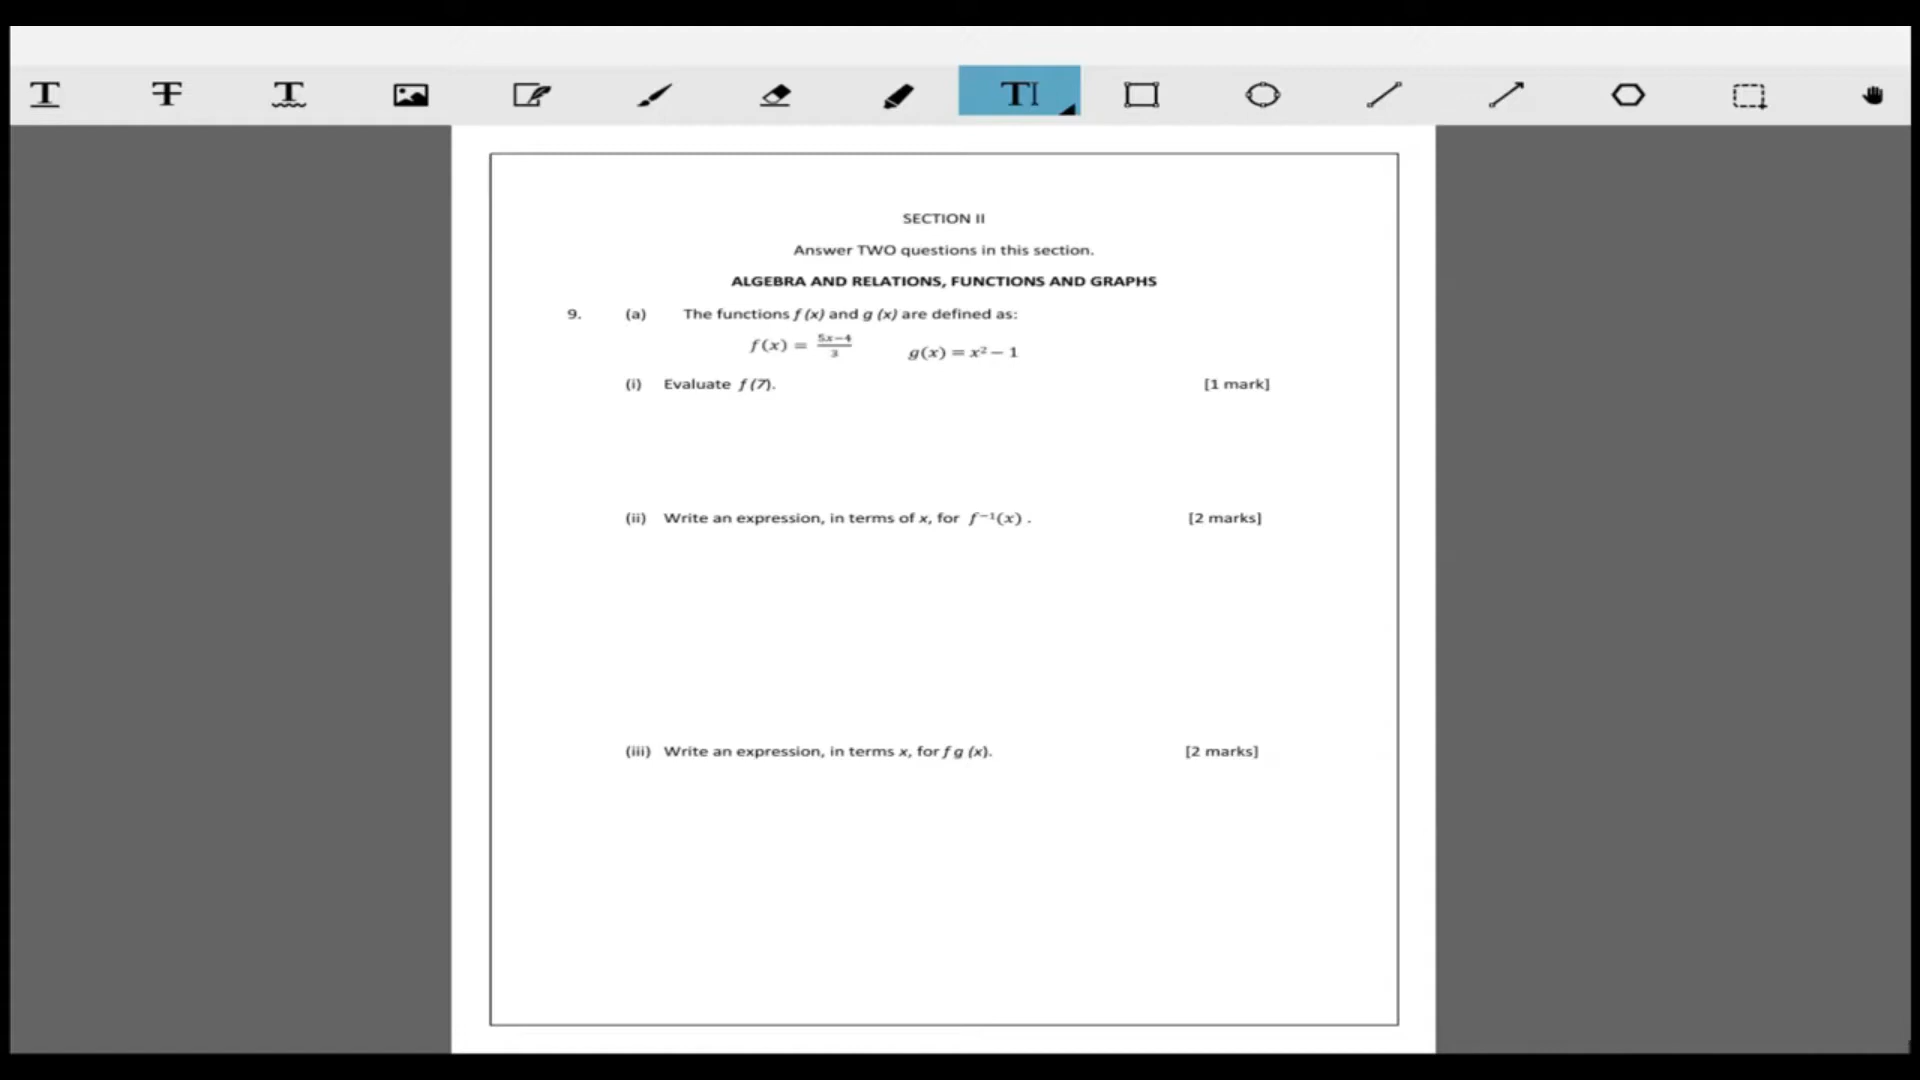 SECTION II
Answer TWO questions in this section.
ALGEBRA AND RELATIONS, FUNCTIONS AND GRAPHS
9. (a) The functions f (x) and g (x) are defined as:
f(x) = 5x−4/3 g(x) = x² − 1
(i) Evaluate f (7). [1 mark]
(ii) Write an expression, in terms of x, for f⁻¹(x) . [2 marks]
(iii) Write an expression, in terms x, for f g (x). [2 marks]